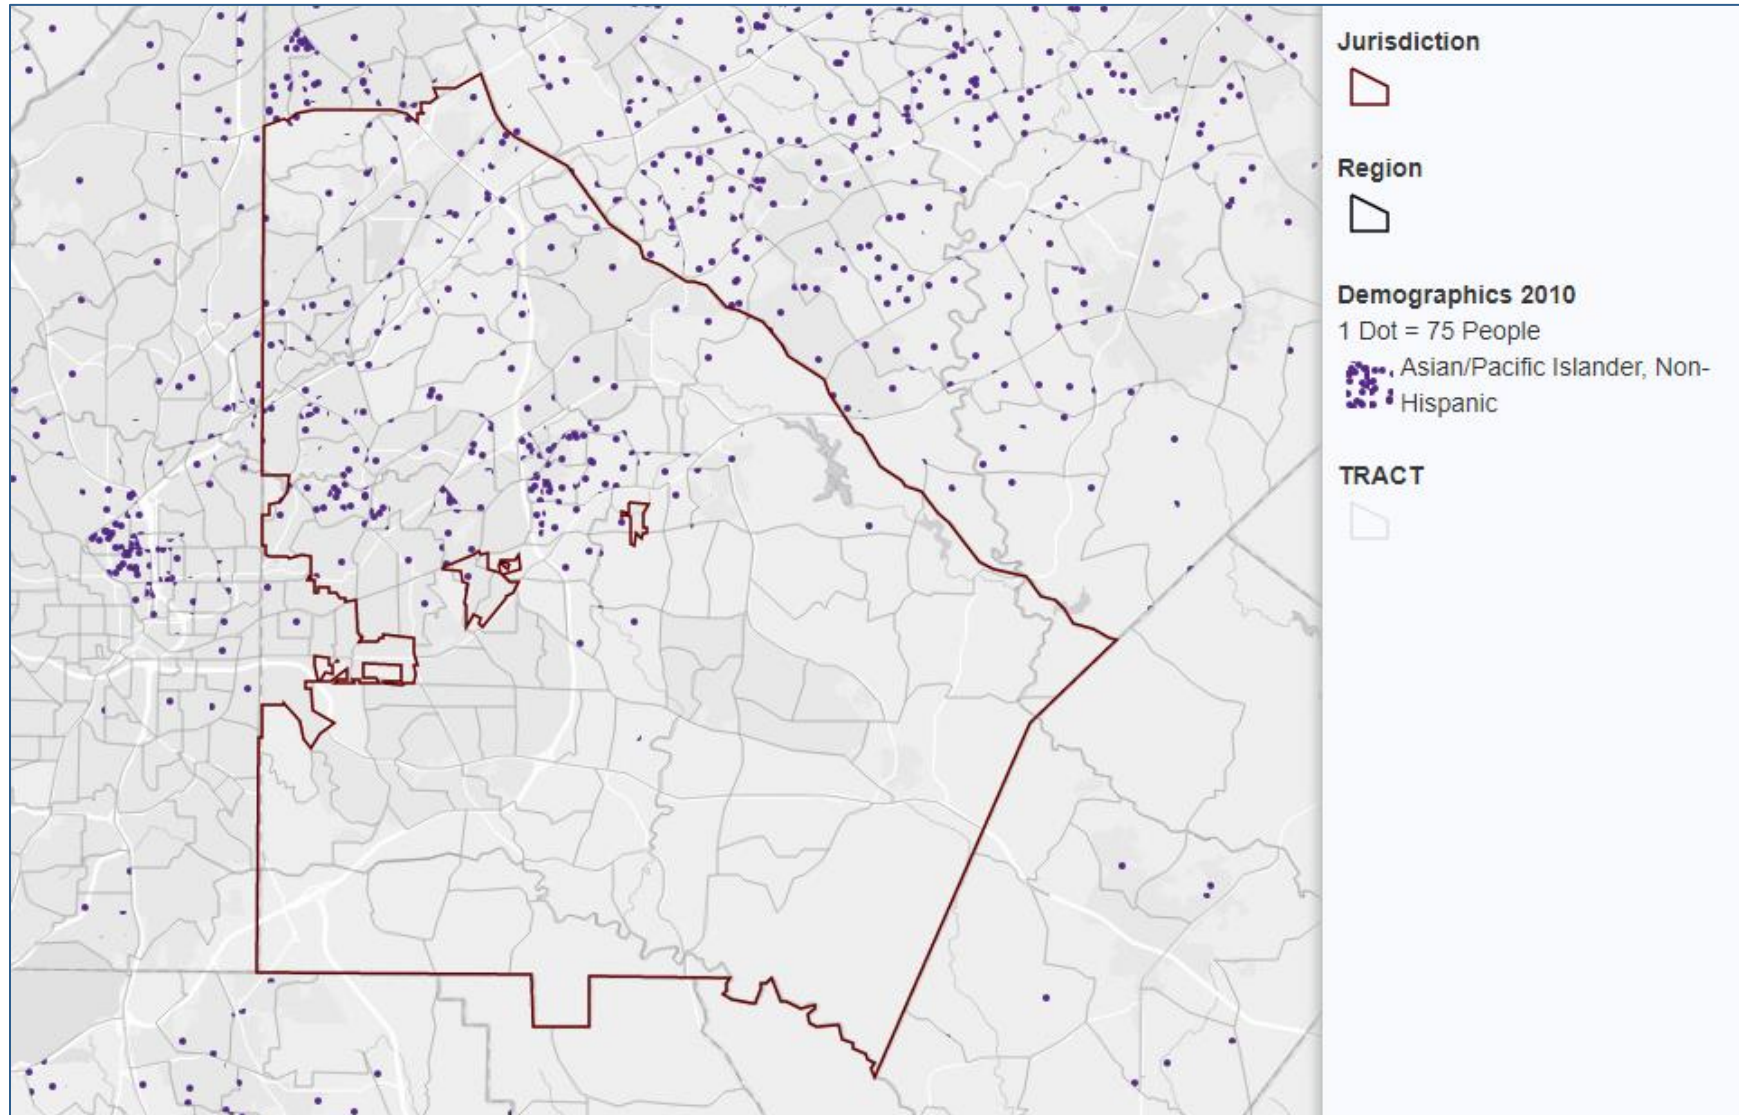 Jurisdiction
Region
Demographics 2010
1 Dot = 75 People
Asian/Pacific Islander, Non-
Hispanic
TRACT